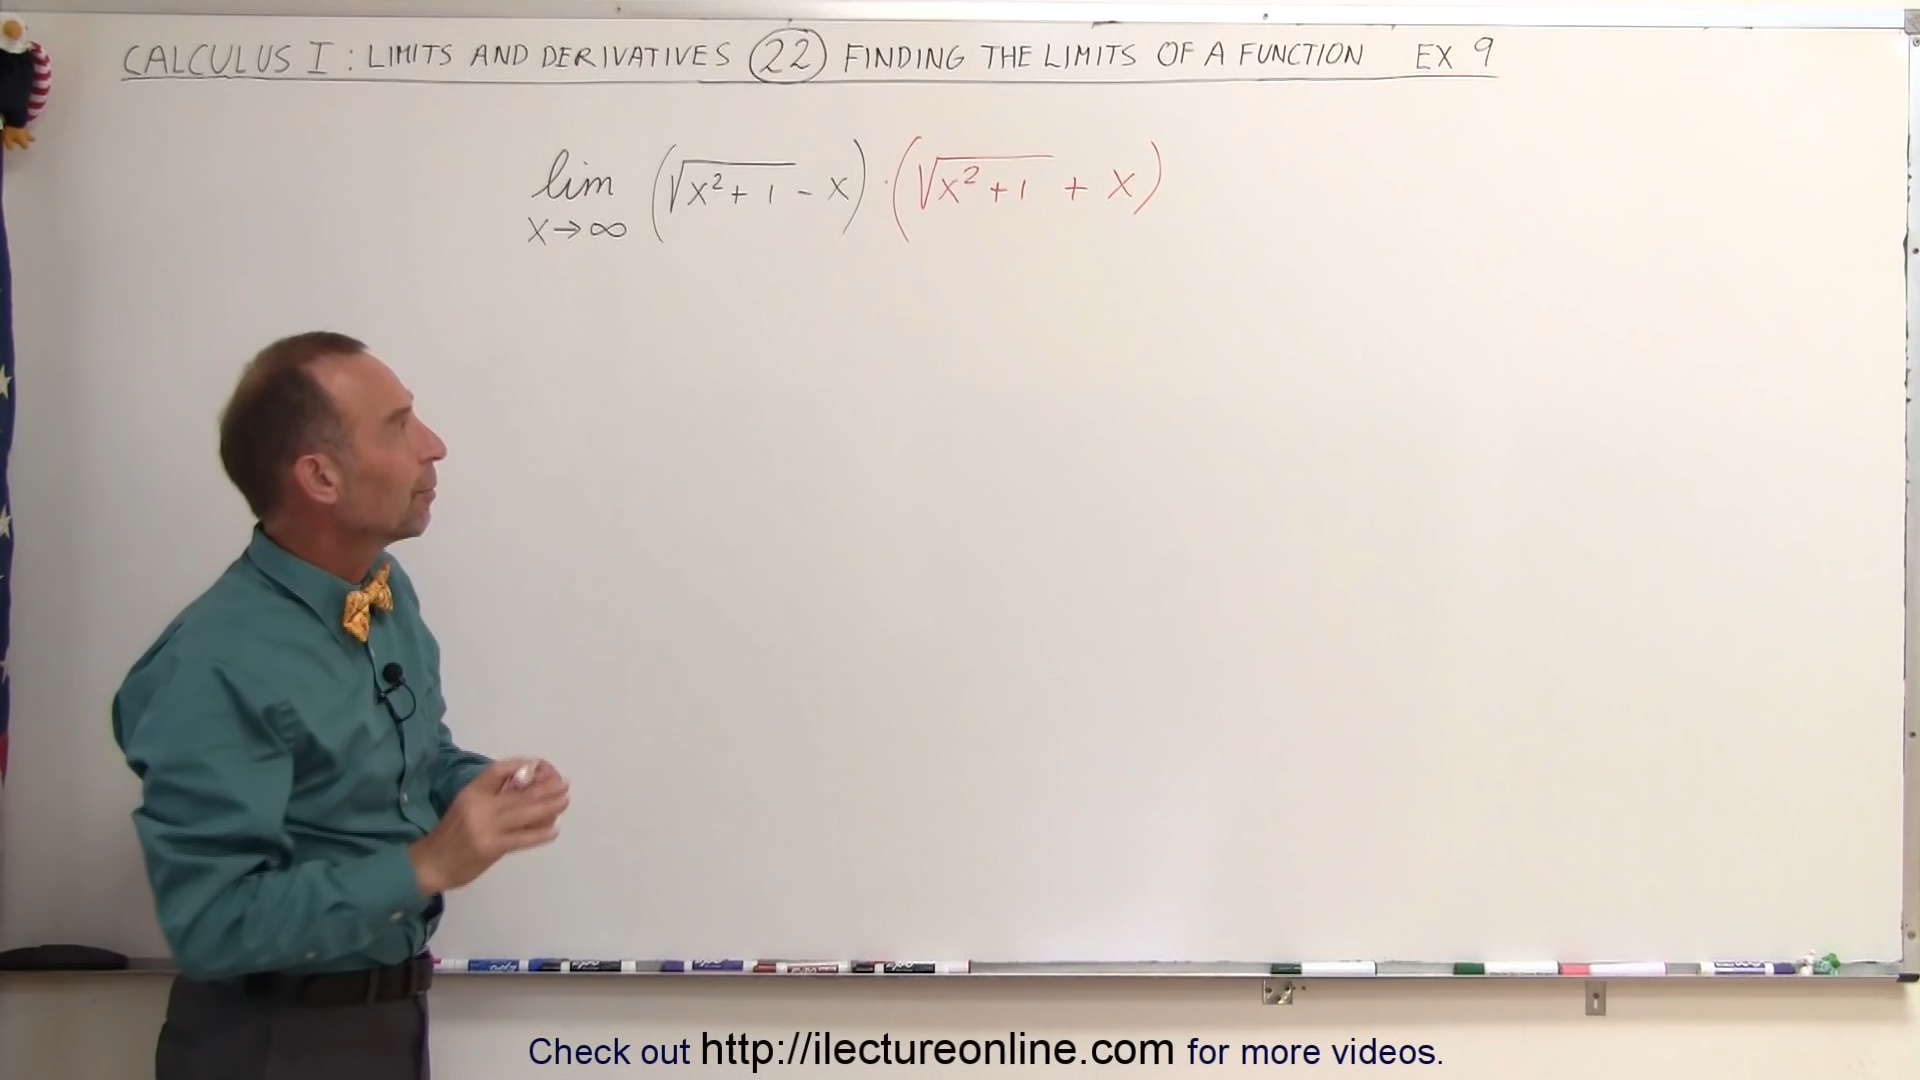 CALCULUS I : LIMITS AND DERIVATIVES (22) FINDING THE LIMITS OF A FUNCTION EX 9
lim (√x²+1 - x) · (√x²+1 + x)
x→∞
Check out http://ilectureonline.com for more videos.